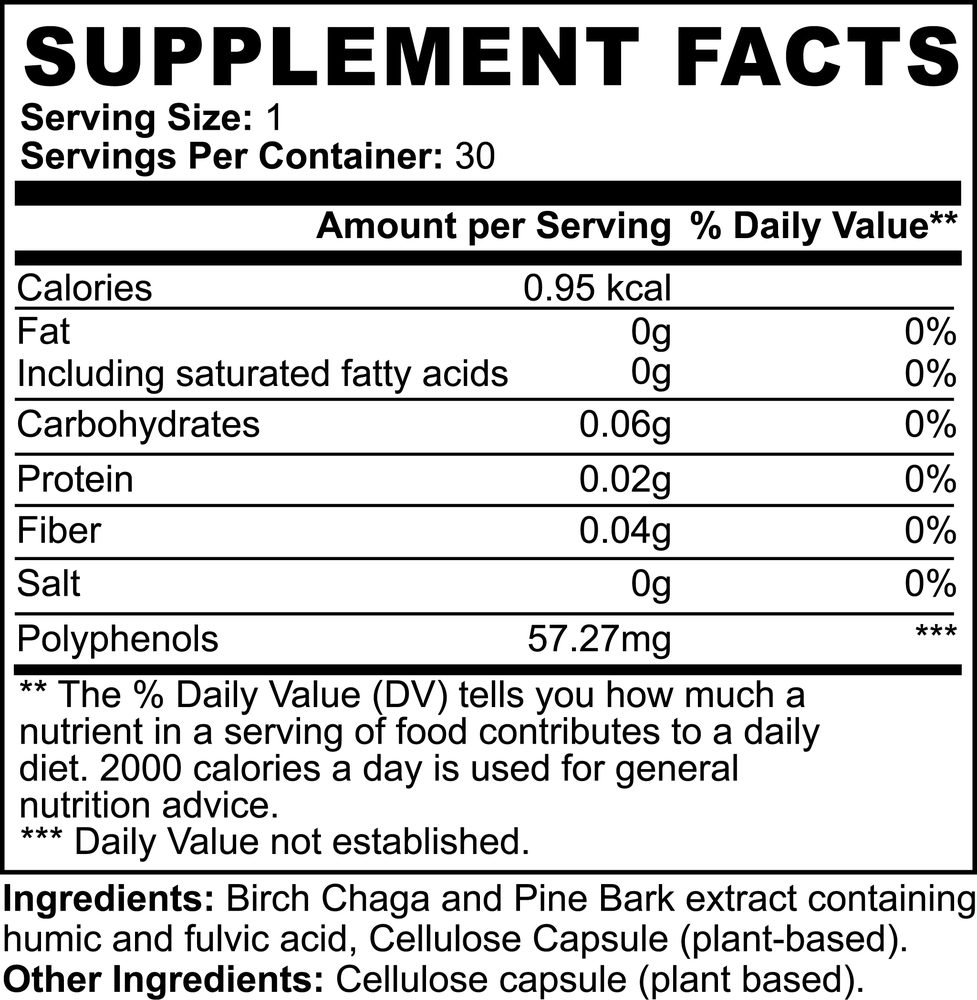 SUPPLEMENT FACTS
Serving Size: 1
Servings Per Container: 30
Amount per Serving % Daily Value**
Calories 0.95 kcal
Fat 0g 0%
Including saturated fatty acids 0g 0%
Carbohydrates 0.06g 0%
Protein 0.02g 0%
Fiber 0.04g 0%
Salt 0g 0%
Polyphenols 57.27mg ***
** The % Daily Value (DV) tells you how much a
nutrient in a serving of food contributes to a daily
diet. 2000 calories a day is used for general
nutrition advice.
*** Daily Value not established.
Ingredients: Birch Chaga and Pine Bark extract containing
humic and fulvic acid, Cellulose Capsule (plant-based).
Other Ingredients: Cellulose capsule (plant based).